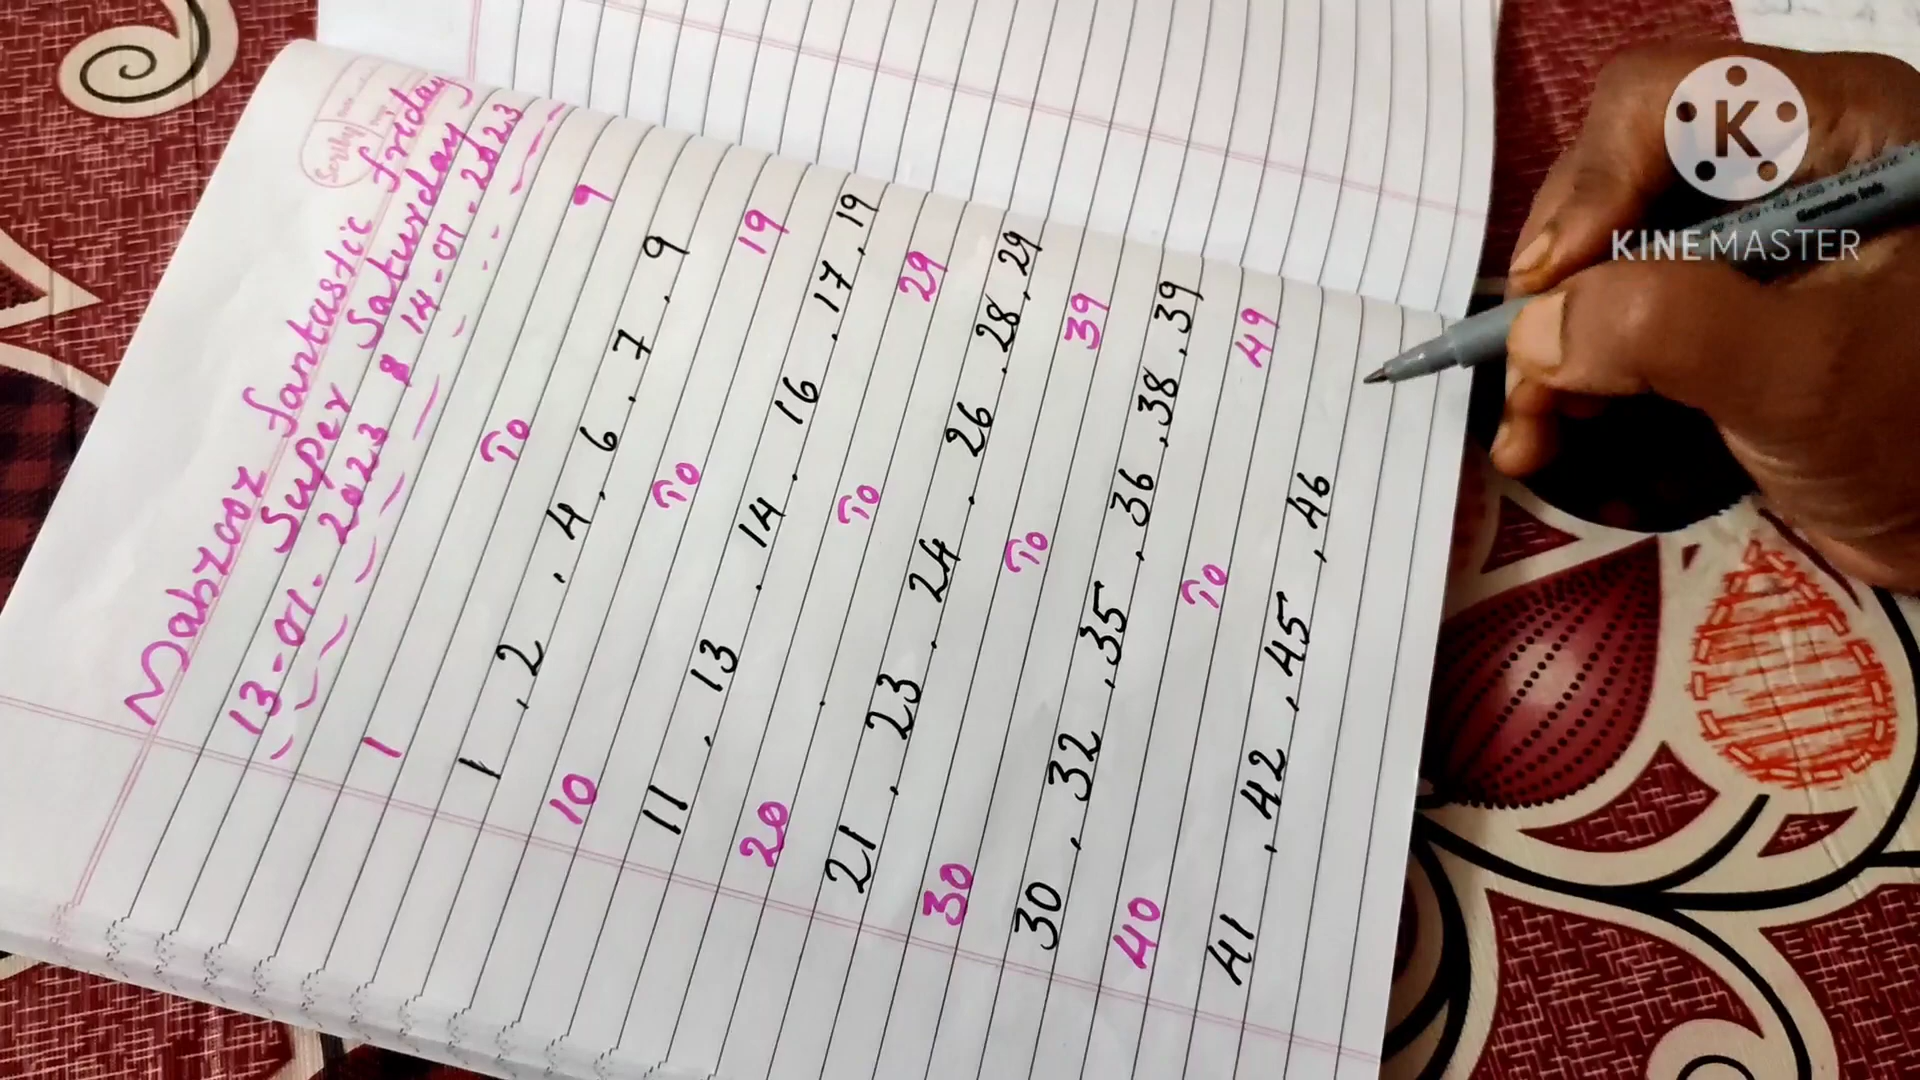 Mabzooz fantastic friday
Super Saturday
13-01-2023 & 14-01-2023
1 To 9
1, 2, 4, 6, 7, 9
10 To 19
11, 13, 14, 16, 17, 19
20 To 29
21, 23, 24, 26, 28, 29
30 To 39
30, 32, 35, 36, 38, 39
40 To 49
41, 42, 45, 46
K
KINEMASTER